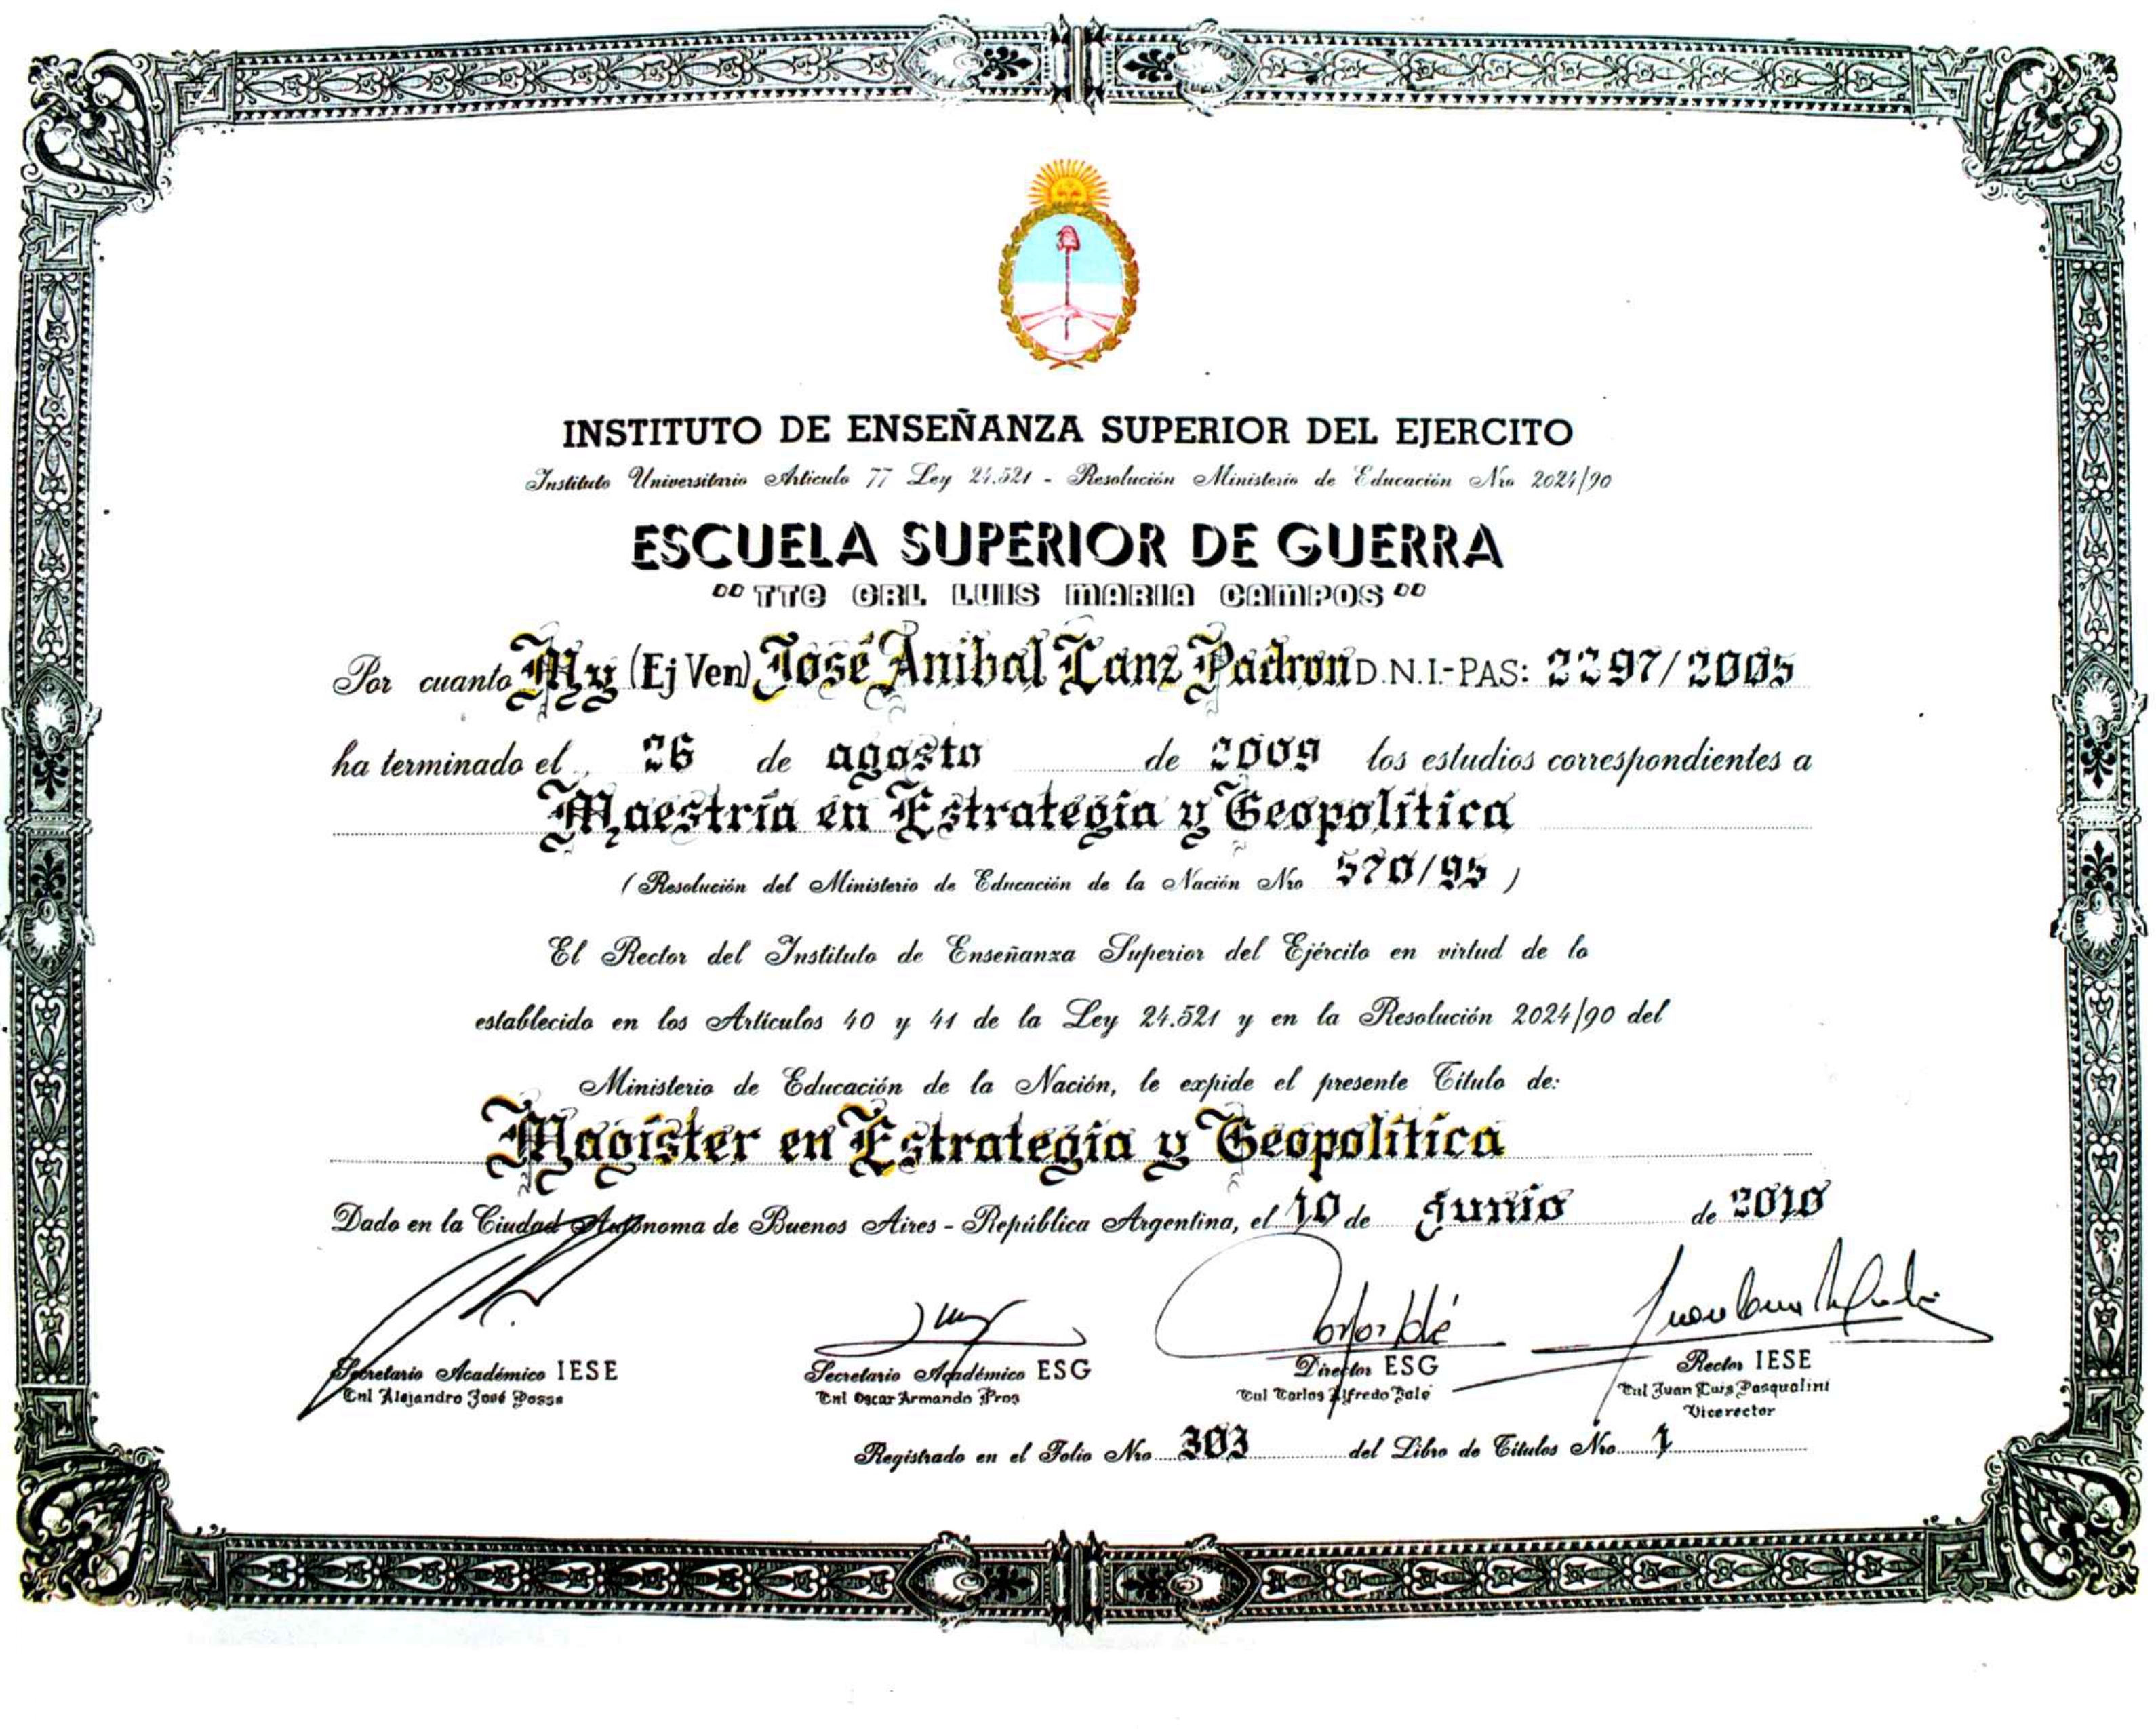 INSTITUTO DE ENSEÑANZA SUPERIOR DEL EJERCITO
Instituto Universitario Articulo 77 Ley 24.521 - Resolución Ministerio de Educación Nro 2024/90
ESCUELA SUPERIOR DE GUERRA
"TTE GRL LUIS MARIA CAMPOS"
Por cuanto My (Ej Ven) José Anibal Lanz Padron D.N.I.-PAS: 2297/2005
ha terminado el 26 de agosto de 2009 los estudios correspondientes a
Maestría en Estrategia y Geopolítica
(Resolución del Ministerio de Educación de la Nación Nro 570/95)
El Rector del Instituto de Enseñanza Superior del Ejército en virtud de lo
establecido en los Artículos 40 y 41 de la Ley 24.521 y en la Resolución 2024/90 del
Ministerio de Educación de la Nación, le expide el presente Título de:
Magíster en Estrategia y Geopolítica
Dado en la Ciudad Autónoma de Buenos Aires - República Argentina, el 10 de junio de 2010
Secretario Académico IESE
Cnl Alejandro José
Secretario Académico ESG
Cnl Oscar Armando
Director ESG
Cnl Carlos Alfredo
Rector IESE
Cnl Juan Luis Pasqualini
Vicerector
Registrado en el Folio Nro 303 del Libro de Títulos Nro 1